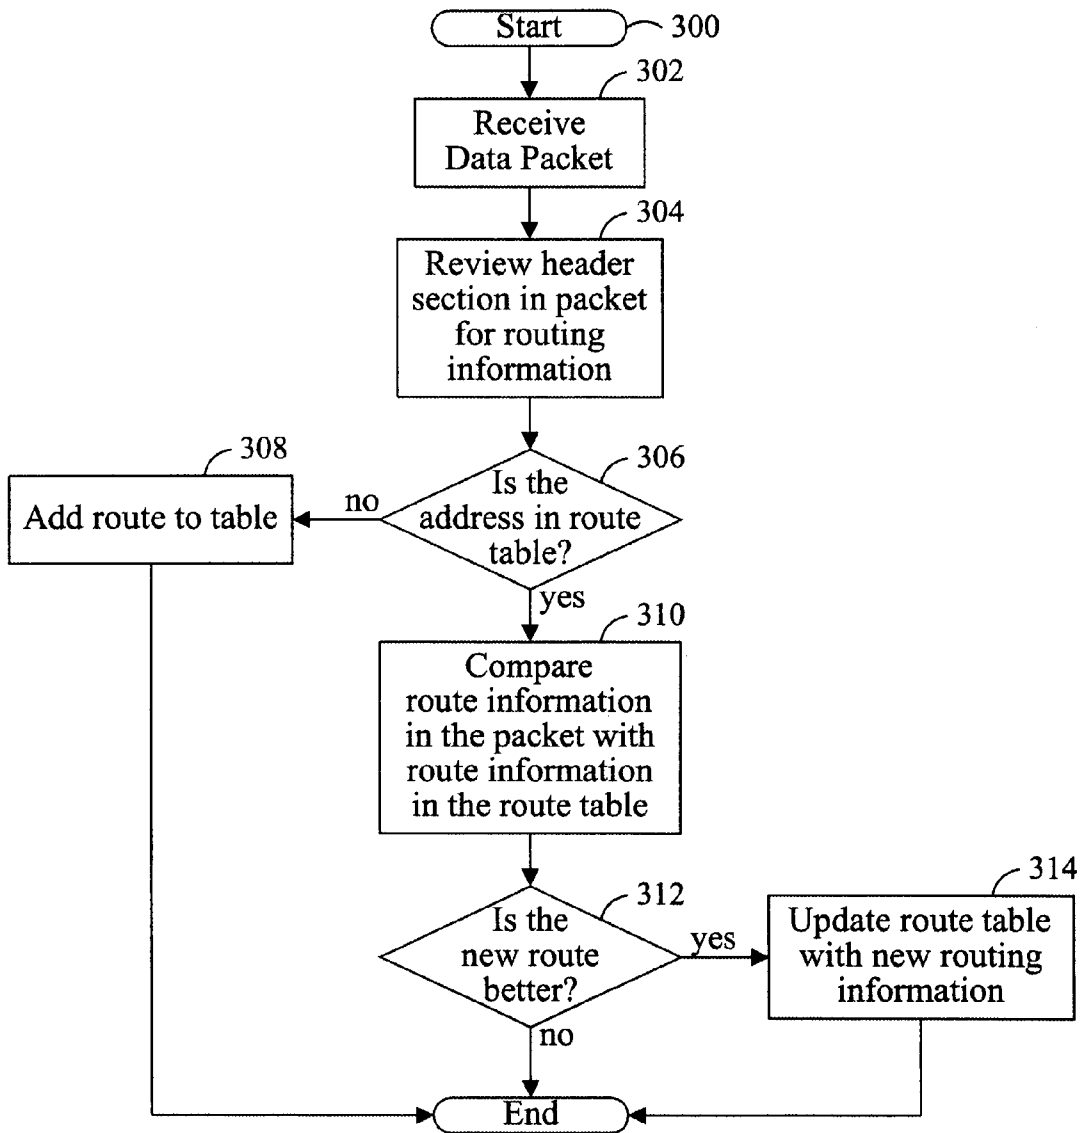 Start
300
302
Receive
Data Packet
304
Review header
section in packet
for routing
information
308
306
Add route to table
no
Is the
address in route
table?
yes
310
Compare
route information
in the packet with
route information
in the route table
312
314
Is the
new route
better?
yes
Update route table
with new routing
information
no
End